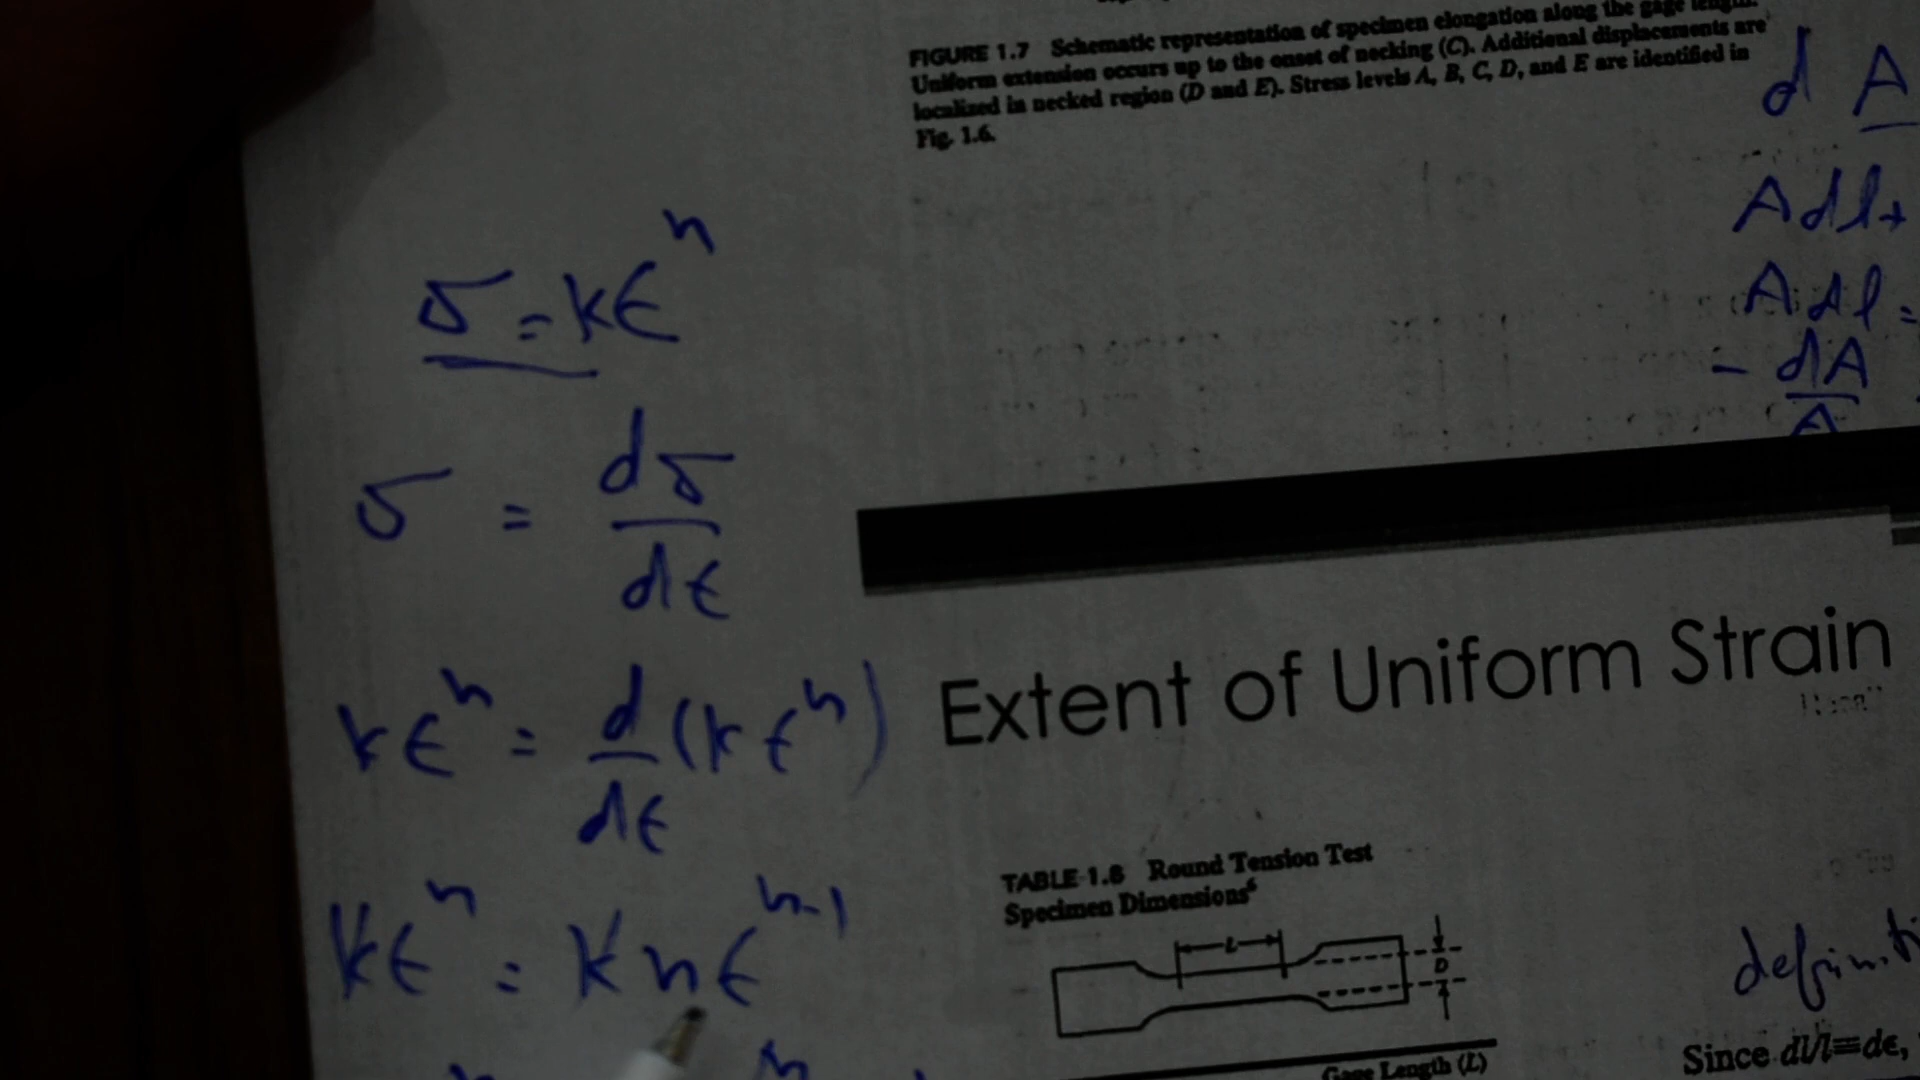 FIGURE 1.7 Schematic representation of specimen elongation along the gage length.
Uniform extension occurs up to the onset of necking (C). Additional displacements are
localized in necked region (D and E). Stress levels A, B, C, D, and E are identified in
Fig. 1.6.
d A
Adl+
Adl =
- dA
A
σ = kϵ^n
σ = dσ/dϵ
kϵ^n = d/dϵ (kϵ^n)
kϵ^n = knϵ^n-1
Extent of Uniform Strain
TABLE 1.8 Round Tension Test
Specimen Dimensions⁶
L
D
Gage Length (L)
Since dl/l≡dϵ,